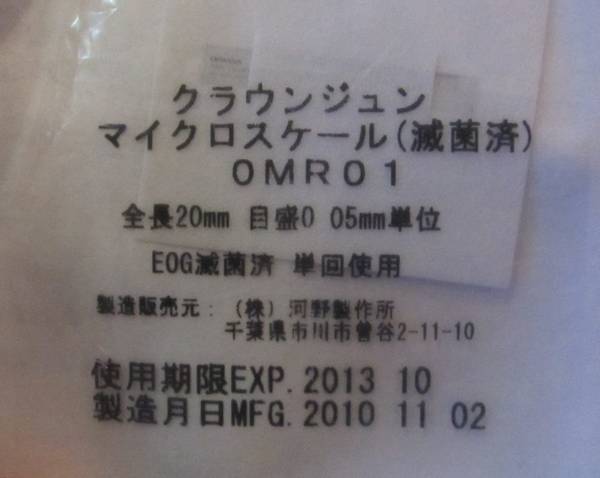 クラウンジュン
マイクロスケール(滅菌済)
OMR01
全長20mm 目盛0 05mm単位
EOG滅菌済 単回使用
製造販売元: (株) 河野製作所
千葉県市川市曽谷2-11-10
使用期限EXP. 2013 10
製造月日MFG. 2010 11 02